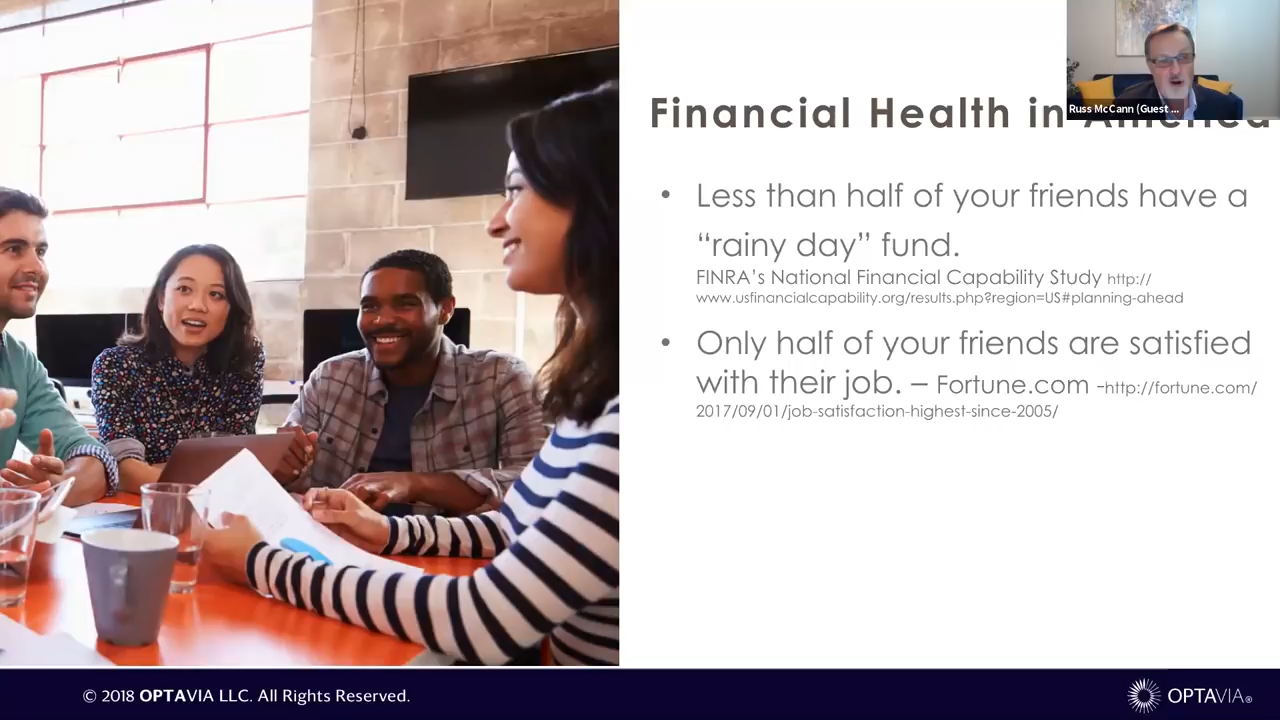 Russ McCann (Guest ...
Financial Health in America
• Less than half of your friends have a
“rainy day” fund.
FINRA’s National Financial Capability Study http://
www.usfinancialcapability.org/results.php?region=US#planning-ahead
• Only half of your friends are satisfied
with their job. – Fortune.com -http://fortune.com/
2017/09/01/job-satisfaction-highest-since-2005/
© 2018 OPTAVIA LLC. All Rights Reserved.
OPTAVIA®